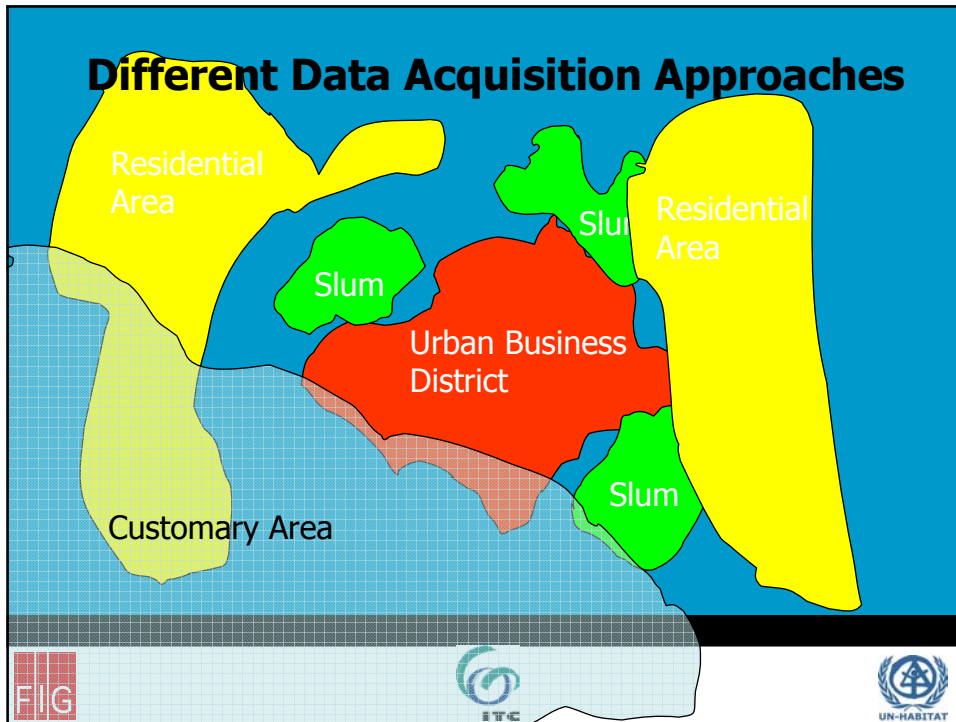 Different Data Acquisition Approaches
Residential
Area
Slum
Residential
Area
Slum
Urban Business
District
Slum
Customary Area
FIG
ITC
UN-HABITAT